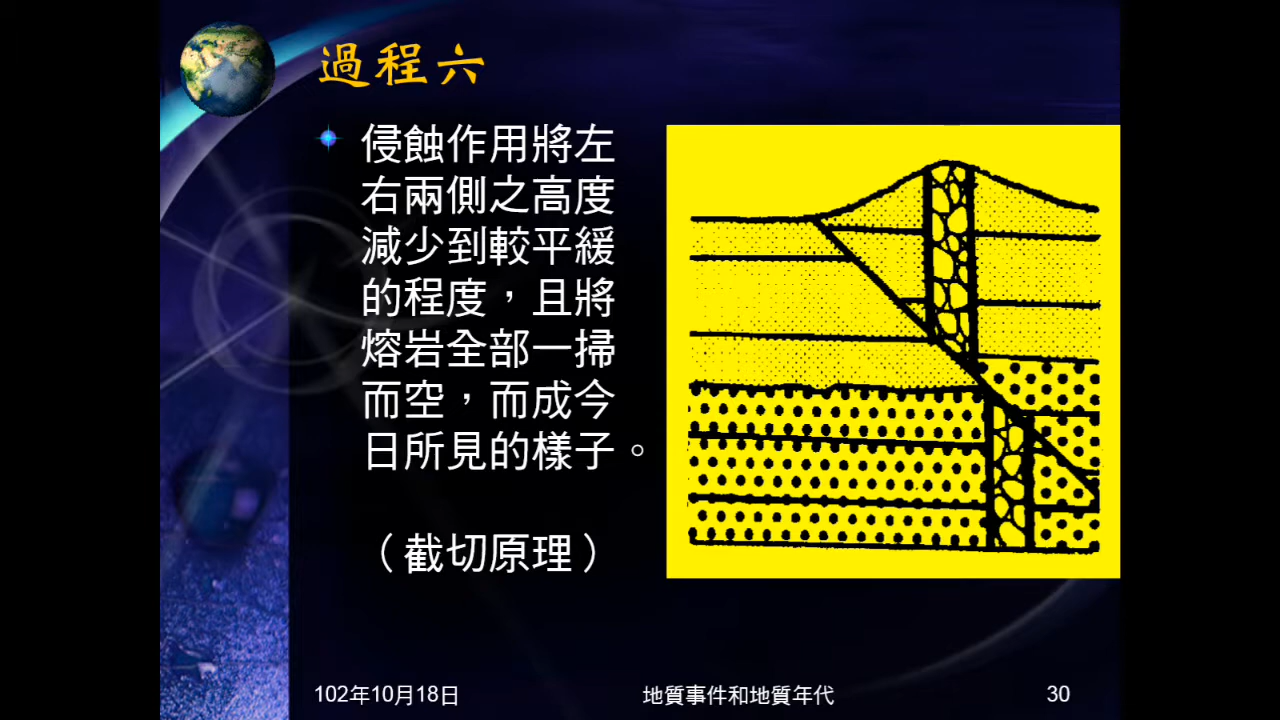 過程六
侵蝕作用將左
右兩側之高度
減少到較平緩
的程度，且將
熔岩全部一掃
而空，而成今
日所見的樣子。
（截切原理）
102年10月18日
地質事件和地質年代
30